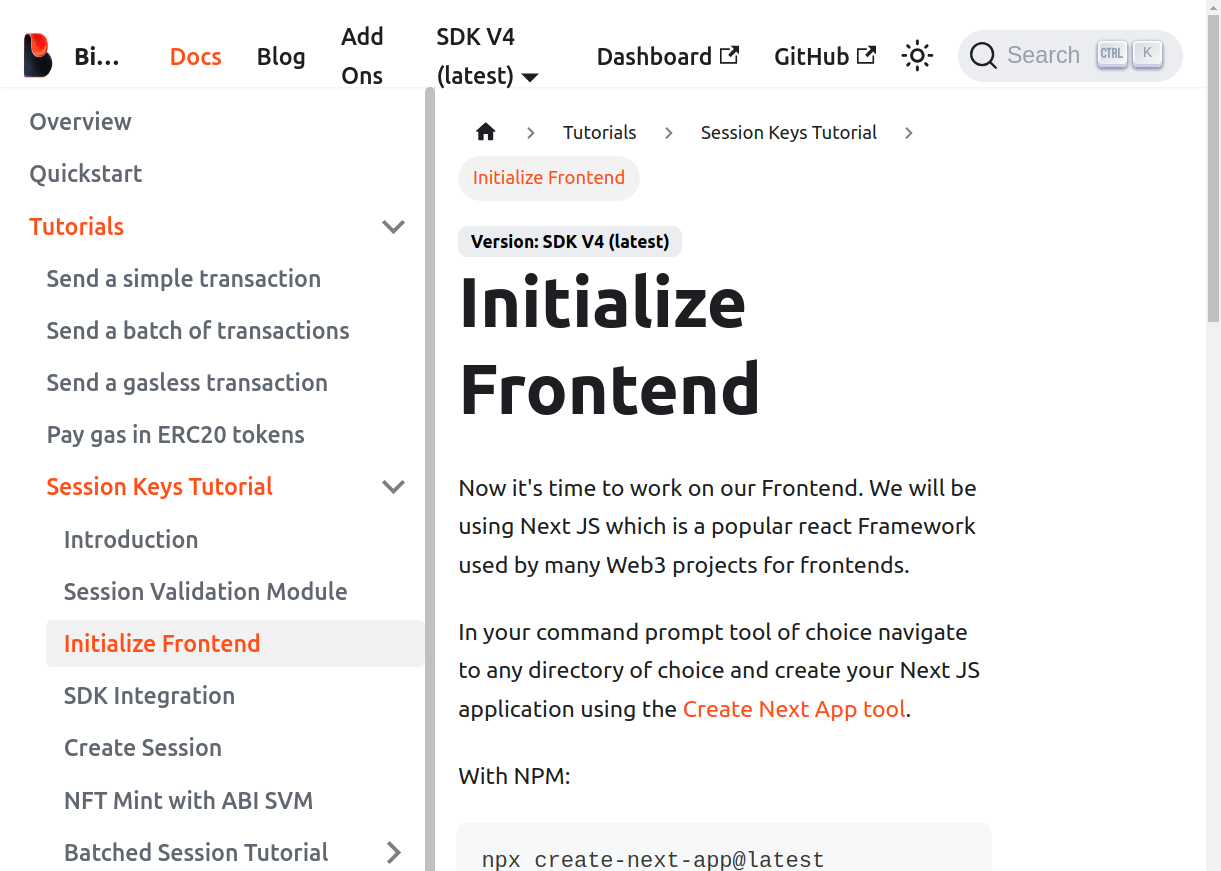 Bi...
Docs
Blog
Add
Ons
SDK V4
(latest)
Dashboard
GitHub
Search
CTRL
K
Overview
Quickstart
Tutorials
Send a simple transaction
Send a batch of transactions
Send a gasless transaction
Pay gas in ERC20 tokens
Session Keys Tutorial
Introduction
Session Validation Module
Initialize Frontend
SDK Integration
Create Session
NFT Mint with ABI SVM
Batched Session Tutorial
Tutorials
Session Keys Tutorial
Initialize Frontend
Version: SDK V4 (latest)
Initialize
Frontend
Now it's time to work on our Frontend. We will be
using Next JS which is a popular react Framework
used by many Web3 projects for frontends.
In your command prompt tool of choice navigate
to any directory of choice and create your Next JS
application using the Create Next App tool.
With NPM:
npx create-next-app@latest